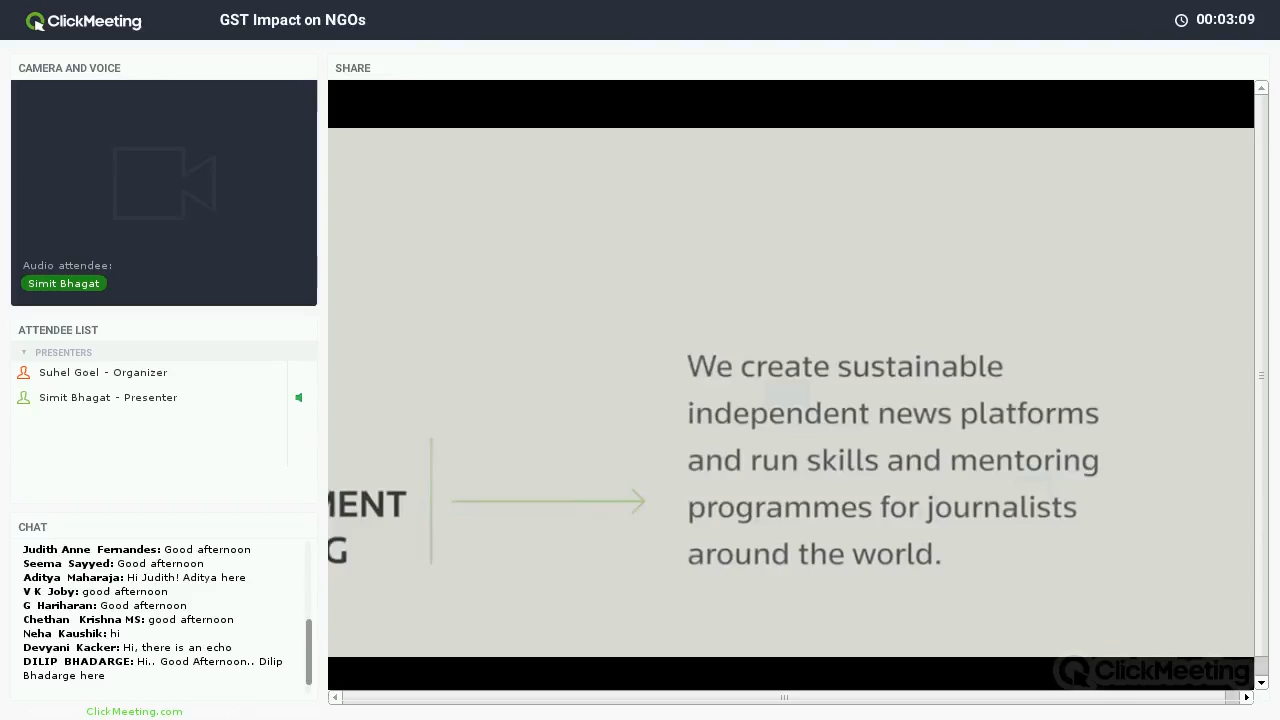 ClickMeeting
GST Impact on NGOs
00:03:09
CAMERA AND VOICE
Audio attendee:
Simit Bhagat
ATTENDEE LIST
PRESENTERS
Suhel Goel - Organizer
Simit Bhagat - Presenter
CHAT
Judith Anne Fernandes: Good afternoon
Seema Sayyed: Good afternoon
Aditya Maharaja: Hi Judith! Aditya here
V K Joby: good afternoon
G Hariharan: Good afternoon
Chethan Krishna MS: good afternoon
Neha Kaushik: hi
Devyani Kacker: Hi, there is an echo
DILIP BHADARGE: Hi.. Good Afternoon.. Dilip
Bhadarge here
ClickMeeting.com
SHARE
MENT
G
We create sustainable
independent news platforms
and run skills and mentoring
programmes for journalists
around the world.
ClickMeeting